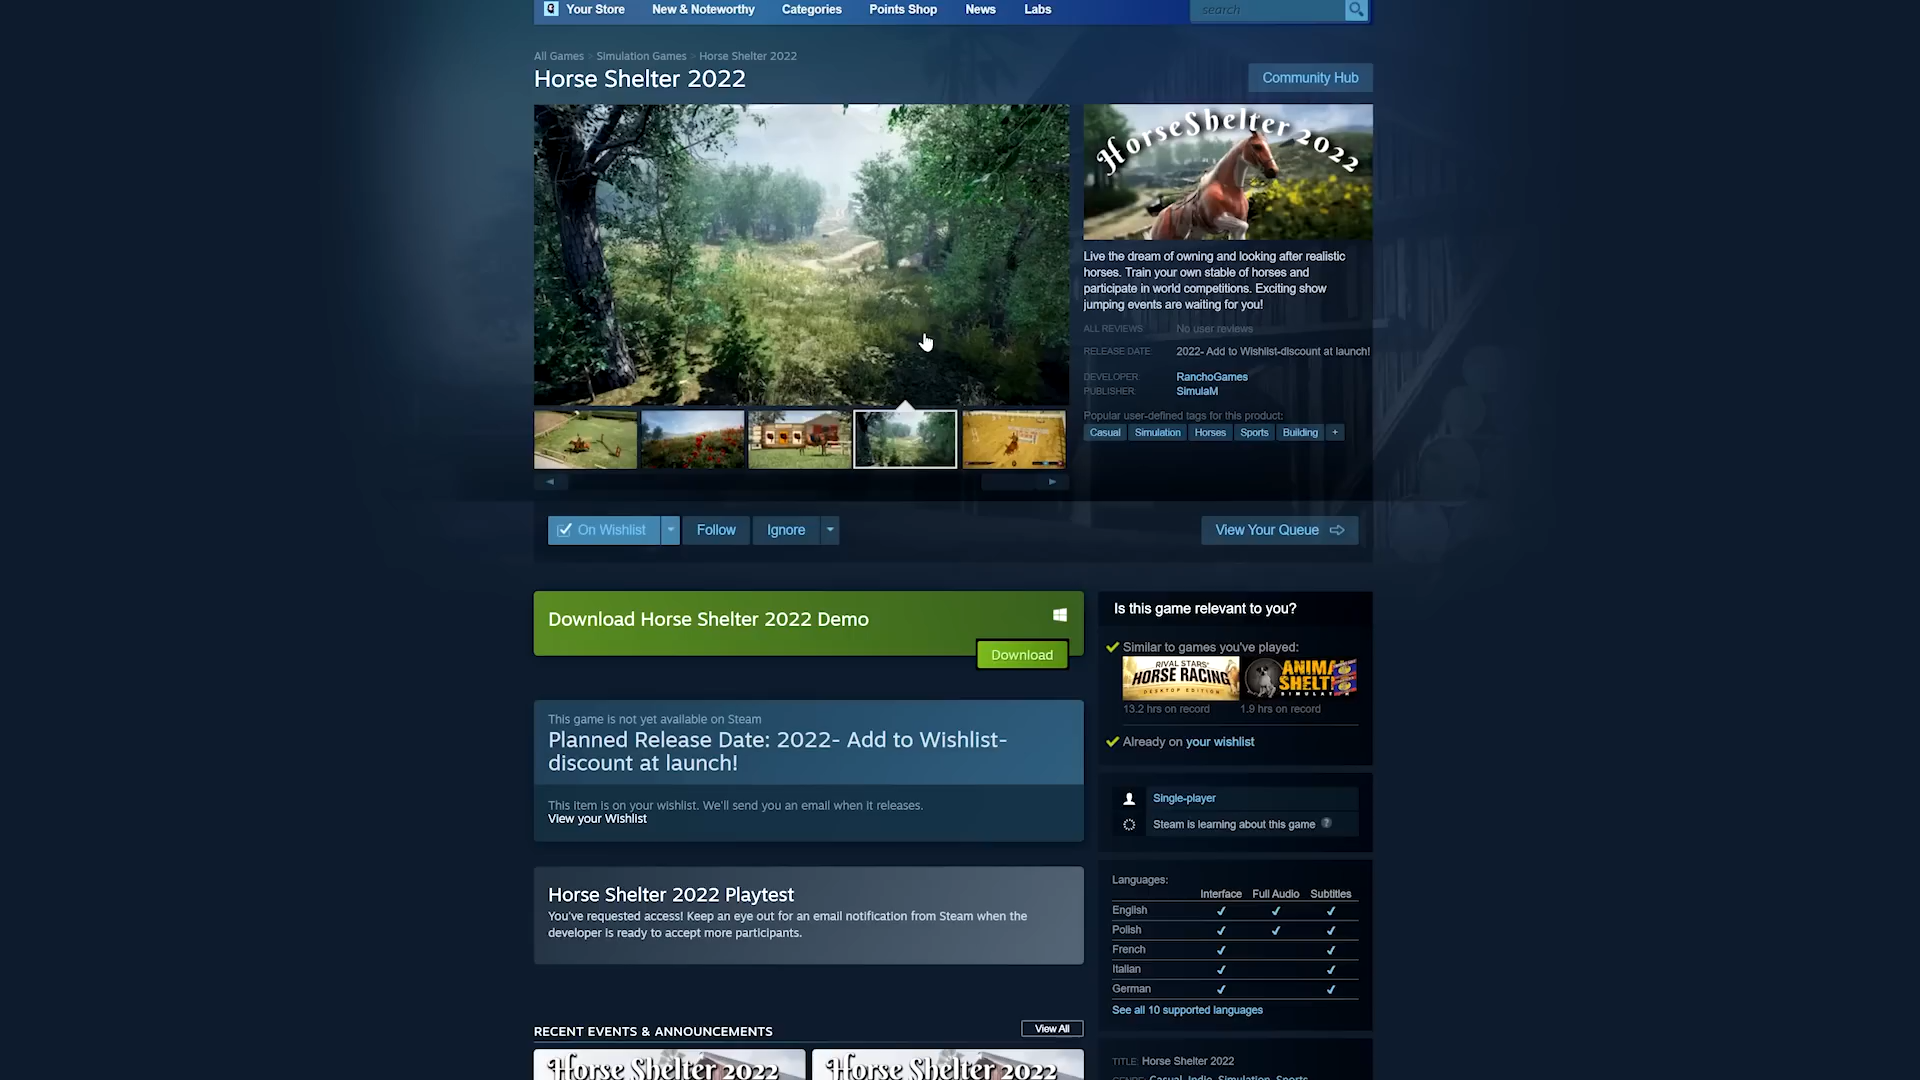 Your Store
New & Noteworthy
Categories
Points Shop
News
Labs
search
All Games > Simulation Games > Horse Shelter 2022
Horse Shelter 2022
Community Hub
HorseShelter 2022
Live the dream of owning and looking after realistic
horses. Train your own stable of horses and
participate in world competitions. Exciting show
jumping events are waiting for you!
ALL REVIEWS: No user reviews
RELEASE DATE: 2022- Add to Wishlist-discount at launch!
DEVELOPER: RanchoGames
PUBLISHER: SimulaM
Popular user-defined tags for this product:
Casual Simulation Horses Sports Building +
On Wishlist
Follow
Ignore
View Your Queue
Download Horse Shelter 2022 Demo
Download
This game is not yet available on Steam
Planned Release Date: 2022- Add to Wishlist-
discount at launch!
This item is on your wishlist. We'll send you an email when it releases.
View your Wishlist
Horse Shelter 2022 Playtest
You've requested access! Keep an eye out for an email notification from Steam when the
developer is ready to accept more participants.
RECENT EVENTS & ANNOUNCEMENTS
View All
Horse Shelter 2022
Horse Shelter 2022
Is this game relevant to you?
Similar to games you've played:
RIVAL STARS
HORSE RACING
DESKTOP EDITION
13.2 hrs on record
1.9 hrs on record
Already on your wishlist
Single-player
Steam is learning about this game ?
Languages:
Interface Full Audio Subtitles
English ✔ ✔ ✔
Polish ✔ ✔ ✔
French ✔ ✔
Italian ✔ ✔
German ✔ ✔
See all 10 supported languages
TITLE: Horse Shelter 2022
GENRE: Casual, Indie, Simulation, Sports